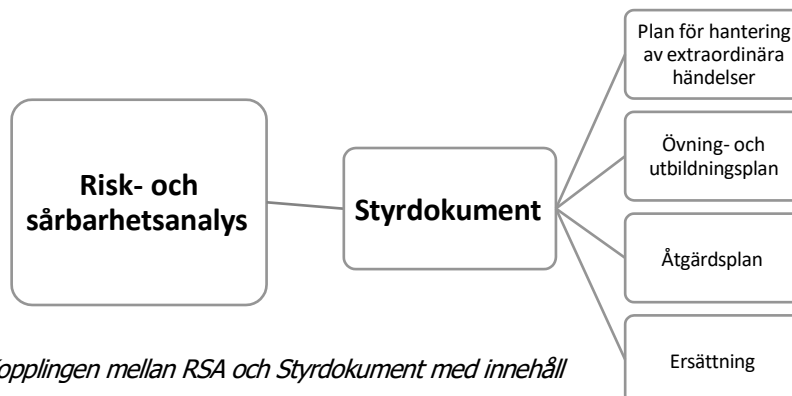 Risk- och
sårbarhetsanalys
Styrdokument
Plan för hantering
av extraordinära
händelser
Övning- och
utbildningsplan
Åtgärdsplan
Ersättning
opplingen mellan RSA och Styrdokument med innehåll